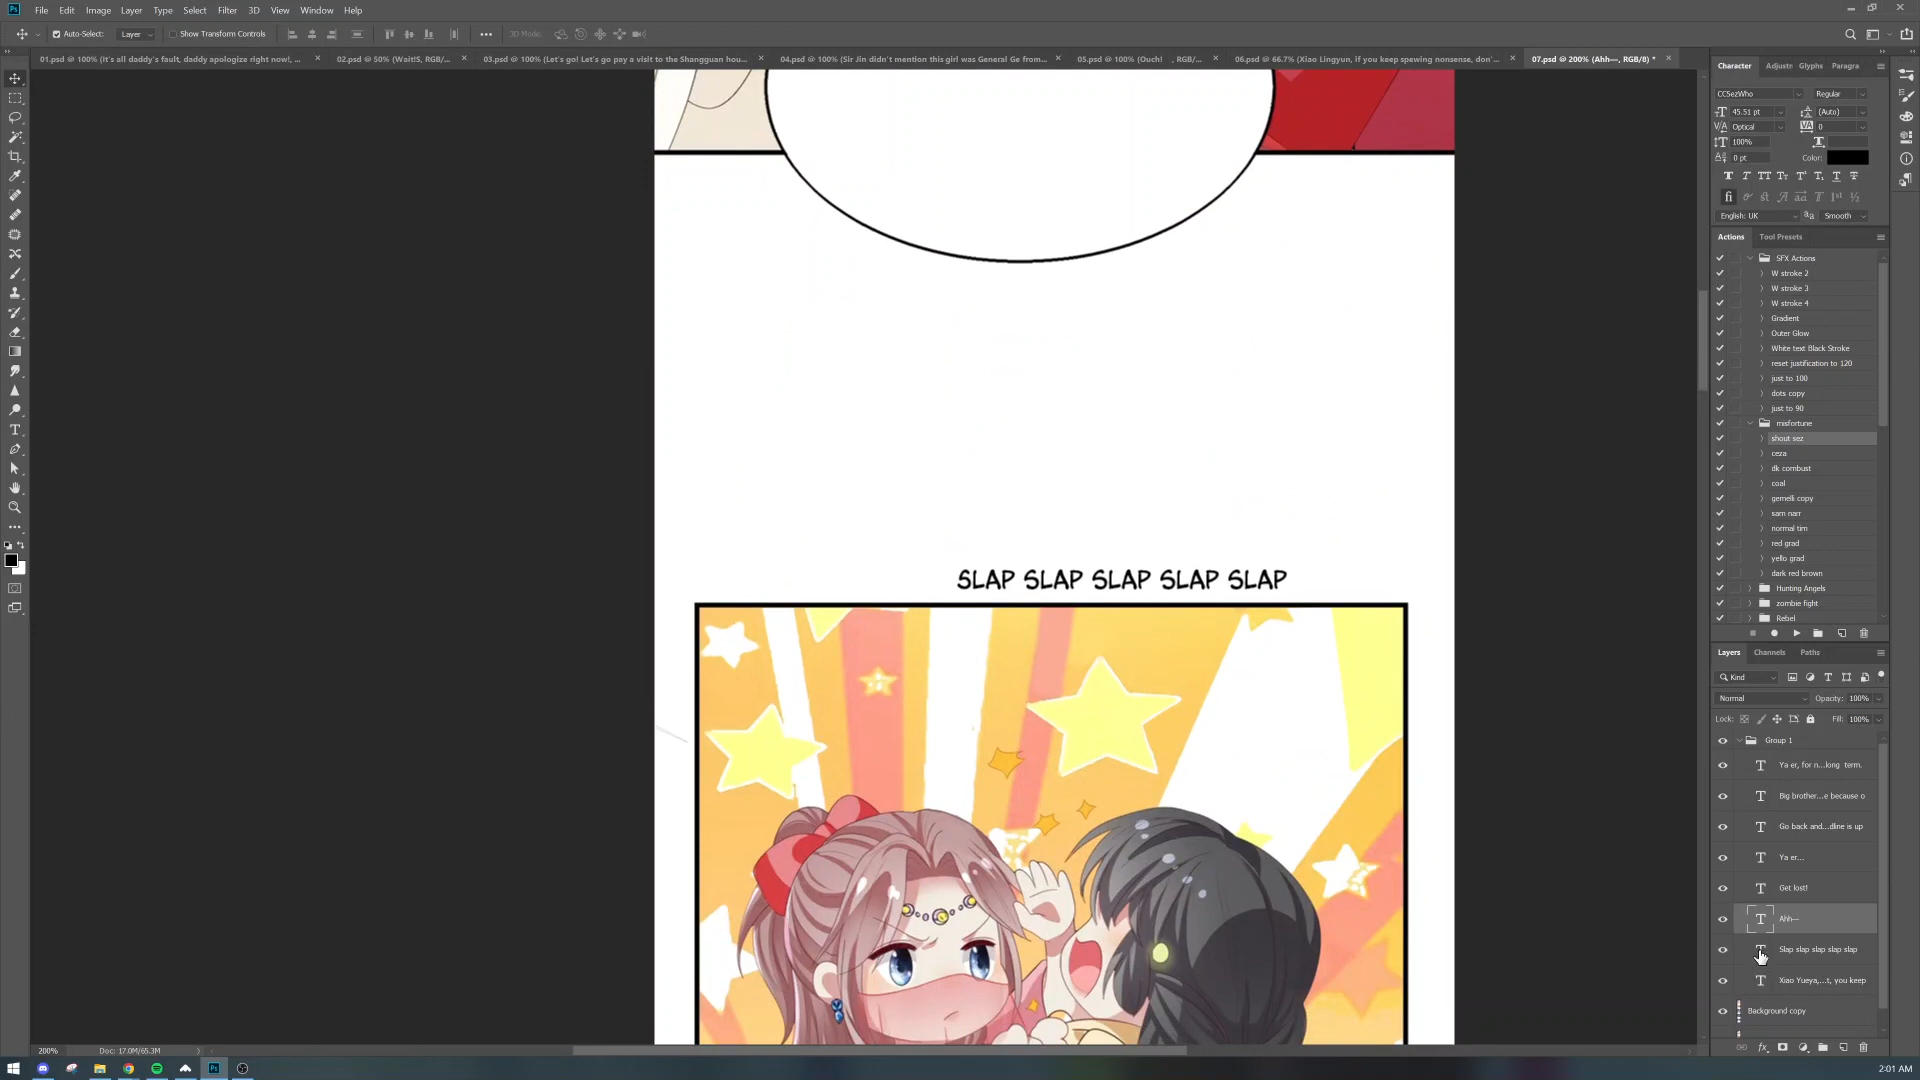 File Edit Image Layer Type Select Filter 3D View Window Help
Auto-Select: Layer Show Transform Controls 3D Mode:
01.psd @ 100% (It's all daddy's fault, daddy apologize right now!, ...
02.psd @ 50% (Wait!S, RGB/...
03.psd @ 100% (Let's go! Let's go pay a visit to the Shangguan hou...
04.psd @ 100% (Sir Jin didn't mention this girl was General Ge from...
05.psd @ 100% (Ouch! , RGB/...
06.psd @ 66.7% (Xiao Lingyun, if you keep spewing nonsense, don'...
07.psd @ 200% (Ahh—, RGB/8) *
Character Adjustm Glyphs Paragra
CCSezWho Regular
45.51 pt (Auto)
Optical 0
100%
0 pt Color:
English: UK Smooth
Actions Tool Presets
SFX Actions
W stroke 2
W stroke 3
W stroke 4
Gradient
Outer Glow
White text Black Stroke
reset justification to 120
just to 100
dots copy
just to 90
misfortune
shout sez
ceza
dk combust
coal
gemelli copy
sam narr
normal tim
red grad
yello grad
dark red brown
Hunting Angels
zombie fight
Rebel
SLAP SLAP SLAP SLAP SLAP
Layers Channels Paths
Kind
Normal Opacity: 100%
Lock: Fill: 100%
Group 1
Ya er, for n...long term.
Big brother...e because o
Go back and...dline is up
Ya er...
Get lost!
Ahh—
Slap slap slap slap slap
Xiao Yueya,...t, you keep
Background copy
200% Doc: 17.0M/65.3M
2:01 AM